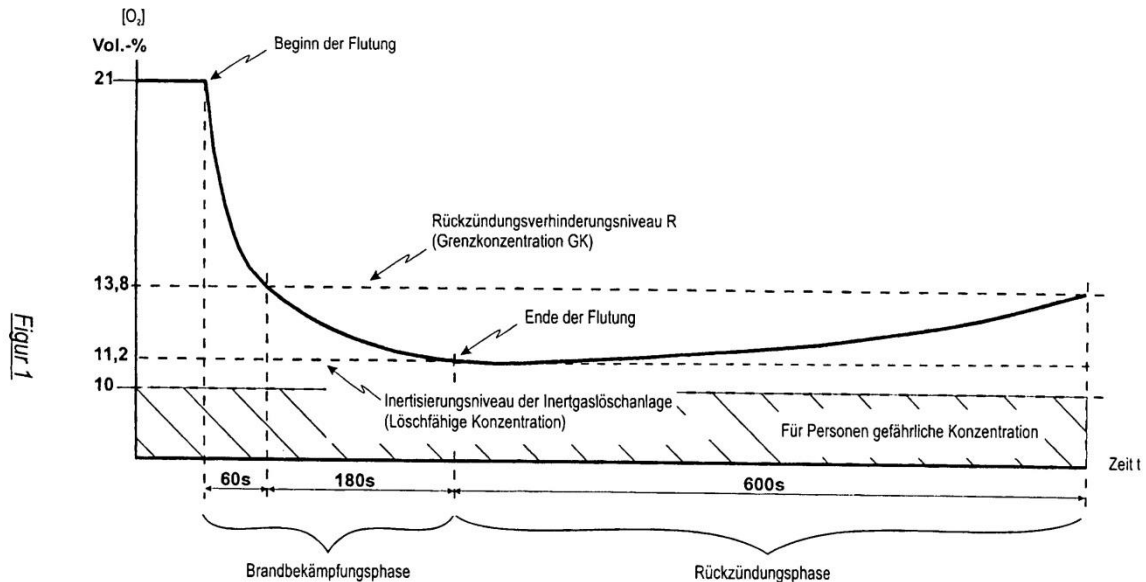 [O₂]
Vol.-%
Beginn der Flutung
21
Rückzündungsverhinderungsniveau R
(Grenzkonzentration GK)
13,8
Ende der Flutung
11,2
10
Inertisierungsniveau der Inertgaslöschanlage
(Löschfähige Konzentration)
Für Personen gefährliche Konzentration
Zeit t
60s
180s
600s
Brandbekämpfungsphase
Rückzündungsphase
Figur 1